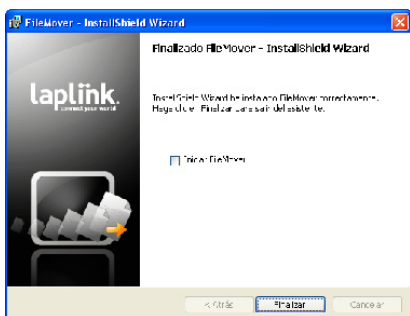 FileMover - InstallShield Wizard
Finalizado FileMover - InstallShield Wizard
laplink.
connect your world
InstallShield Wizard ha instalado FileMover correctamente.
Haga clic en Finalizar para salir del asistente.
Iniciar FileMover
< Atrás
Finalizar
Cancelar